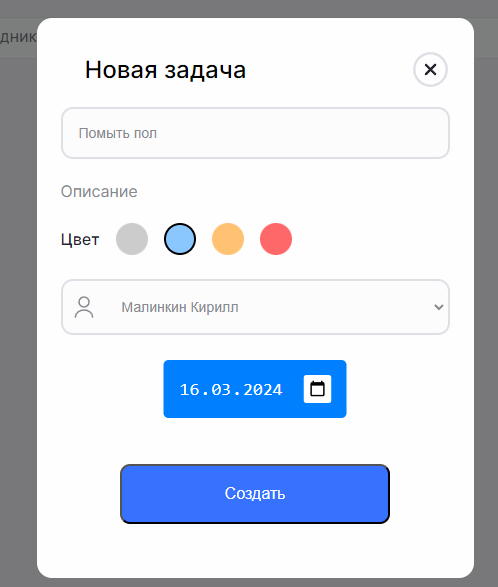 дник
Новая задача
Помыть пол
Описание
Цвет
Малинкин Кирилл
16.03.2024
Создать